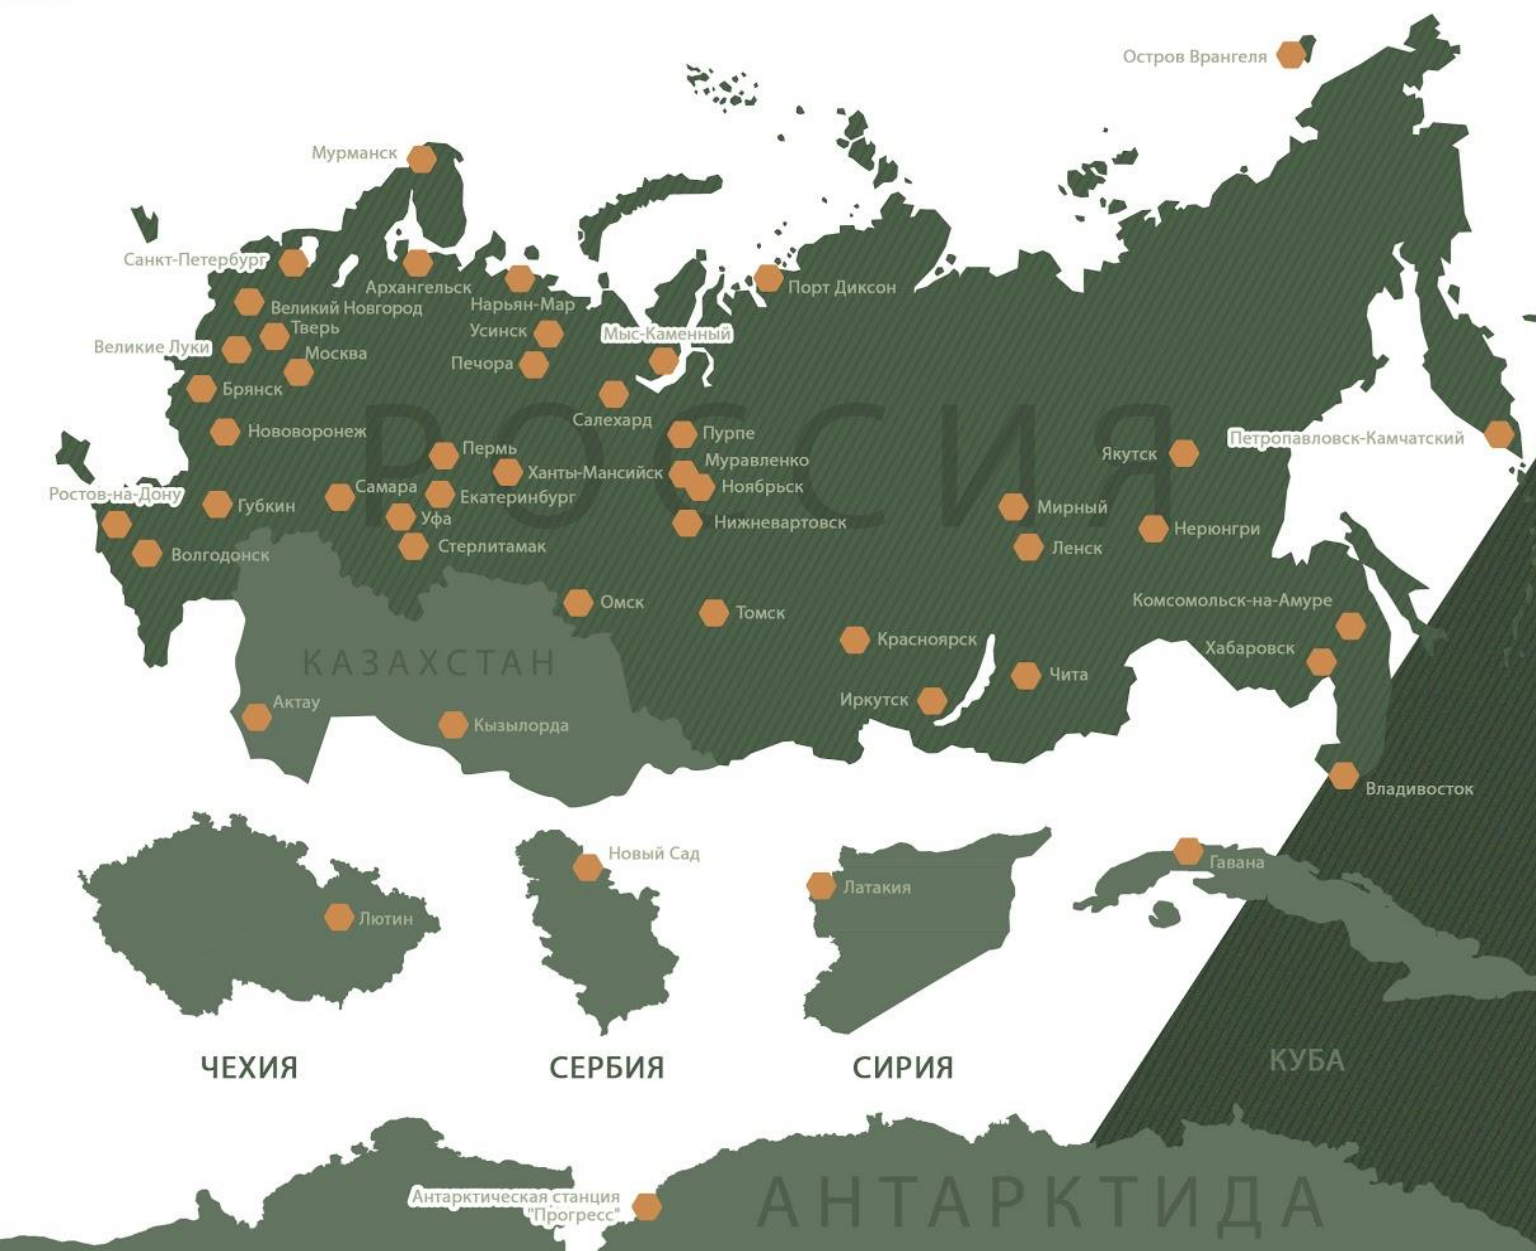 Остров Врангеля
Мурманск
Санкт-Петербург
Архангельск
Порт Диксон
Нарьян-Мар
Великий Новгород
Тверь
Усинск
Мыс-Каменный
Великие Луки
Москва
Печора
Брянск
Салехард
РОССИЯ
Нововоронеж
Пурпе
Петропавловск-Камчатский
Пермь
Якутск
Муравленко
Ханты-Мансийск
Самара
Ноябрьск
Ростов-на-Дону
Екатеринбург
Губкин
Мирный
Уфа
Нижневартовск
Нерюнгри
Стерлитамак
Ленск
Волгодонск
Омск
Комсомольск-на-Амуре
Томск
Красноярск
Хабаровск
КАЗАХСТАН
Чита
Иркутск
Актау
Кызылорда
Владивосток
Новый Сад
Гавана
Латакия
Лютин
ЧЕХИЯ
СЕРБИЯ
СИРИЯ
КУБА
Антарктическая станция
"Прогресс"
АНТАРКТИДА